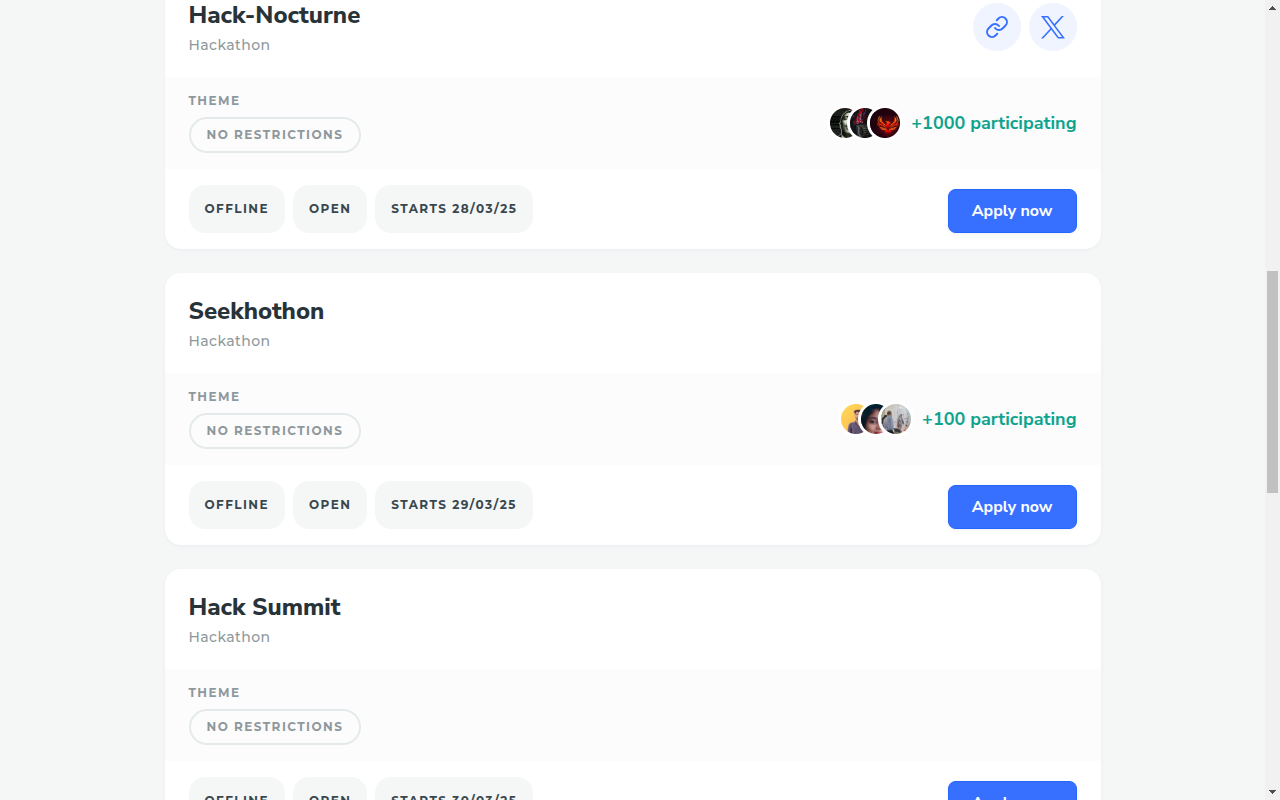 Hack-Nocturne
Hackathon
THEME
NO RESTRICTIONS
+1000 participating
OFFLINE OPEN STARTS 28/03/25 Apply now
Seekhothon
Hackathon
THEME
NO RESTRICTIONS
+100 participating
OFFLINE OPEN STARTS 29/03/25 Apply now
Hack Summit
Hackathon
THEME
NO RESTRICTIONS
OFFLINE OPEN STARTS 30/03/25